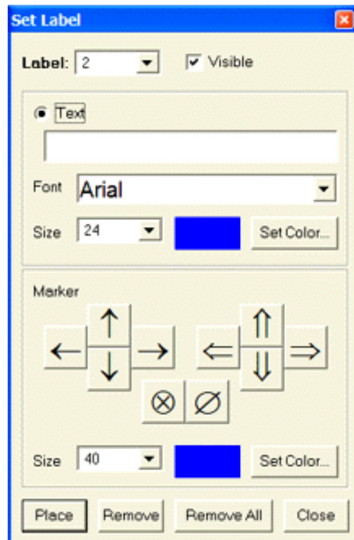 Set Label
Label: 2 Visible
Text
Font Arial
Size 24 Set Color...
Marker
↑ ⇑
← → ⇐ ⇒
↓ ⇓
⊗ ∅
Size 40 Set Color...
Place Remove Remove All Close